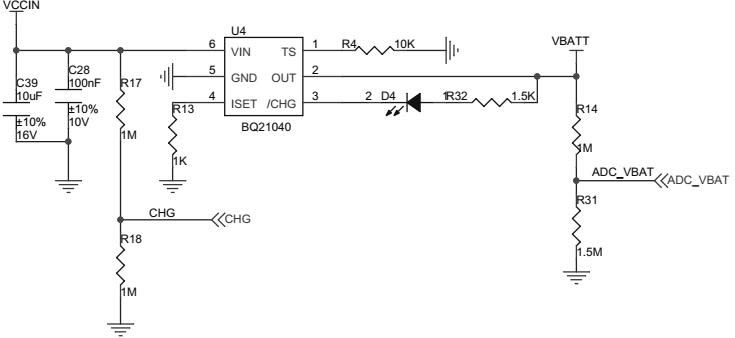 VCCIN
U4
6 VIN TS 1 R4 10K
VBATT
5 GND OUT 2
4 ISET /CHG 3 2 D4 1 R32 1.5K
BQ21040
C39
10uF
±10%
16V
C28
100nF
±10%
10V
R17
1M
R13
1K
R14
1M
ADC_VBAT ADC_VBAT
R31
1.5M
CHG CHG
R18
1M